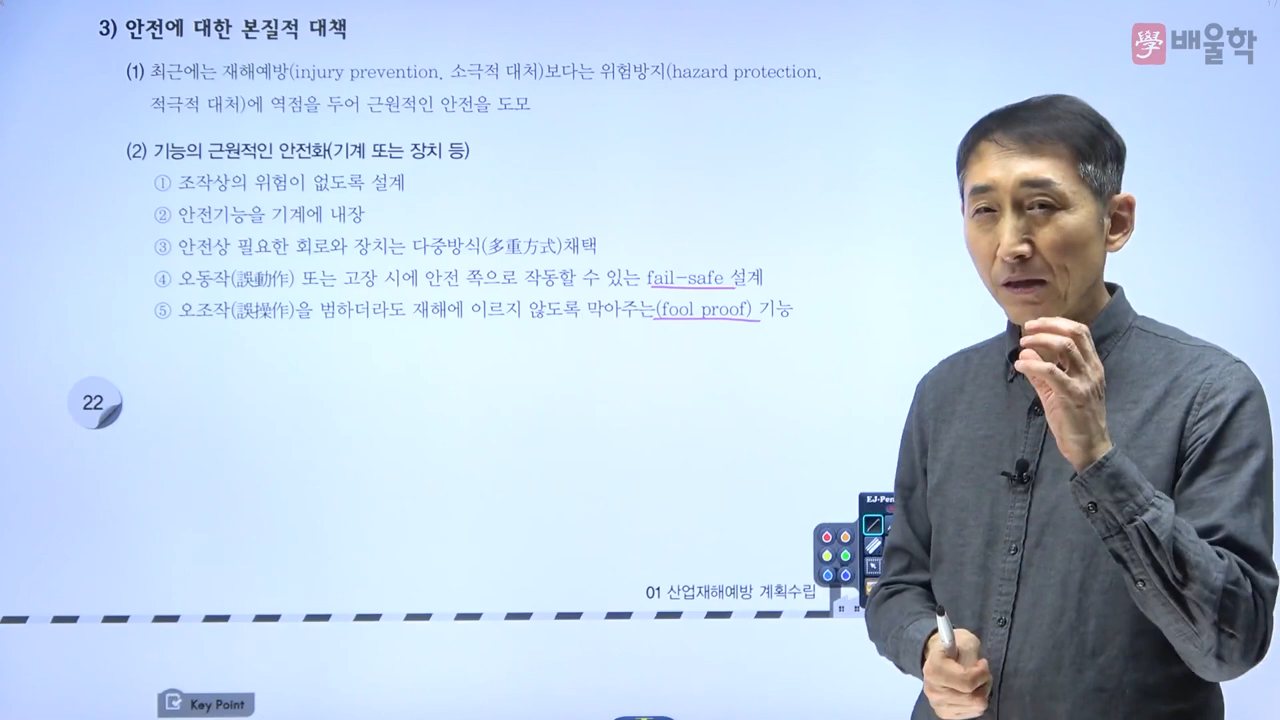 3) 안전에 대한 본질적 대책
學 배울학
(1) 최근에는 재해예방(injury prevention, 소극적 대처)보다는 위험방지(hazard protection,
적극적 대처)에 역점을 두어 근원적인 안전을 도모
(2) 기능의 근원적인 안전화(기계 또는 장치 등)
① 조작상의 위험이 없도록 설계
② 안전기능을 기계에 내장
③ 안전상 필요한 회로와 장치는 다중방식(多重方式)채택
④ 오동작(誤動作) 또는 고장 시에 안전 쪽으로 작동할 수 있는 fail-safe 설계
⑤ 오조작(誤操作)을 범하더라도 재해에 이르지 않도록 막아주는(fool proof) 기능
22
EJ-Pen
01 산업재해예방 계획수립
Key Point